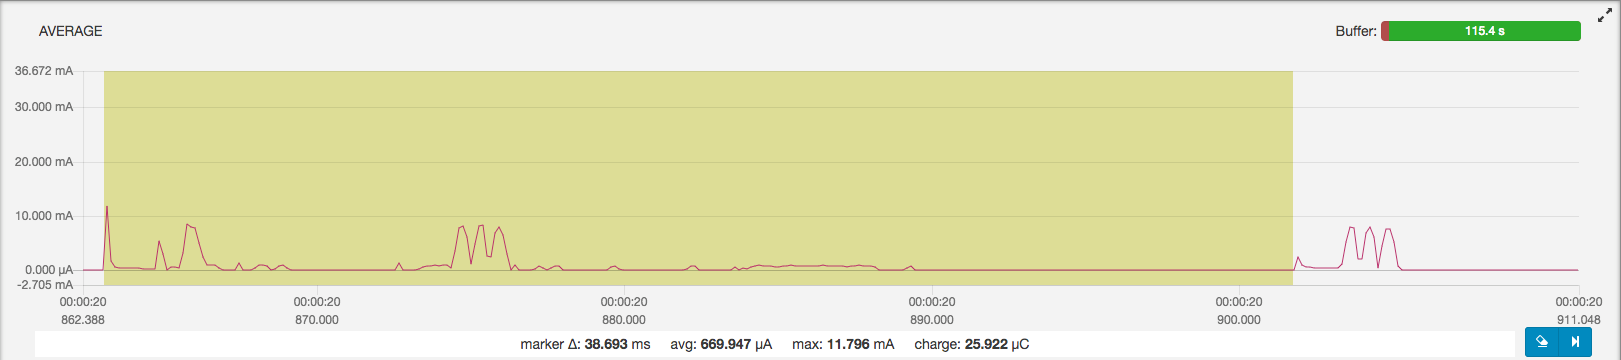 AVERAGE
Buffer: 115.4 s
36.672 mA
30.000 mA
20.000 mA
10.000 mA
0.000 µA
-2.705 mA
00:00:20 00:00:20 00:00:20 00:00:20 00:00:20 00:00:20
862.388 870.000 880.000 890.000 900.000 911.048
marker Δ: 38.693 ms avg: 669.947 µA max: 11.796 mA charge: 25.922 µC